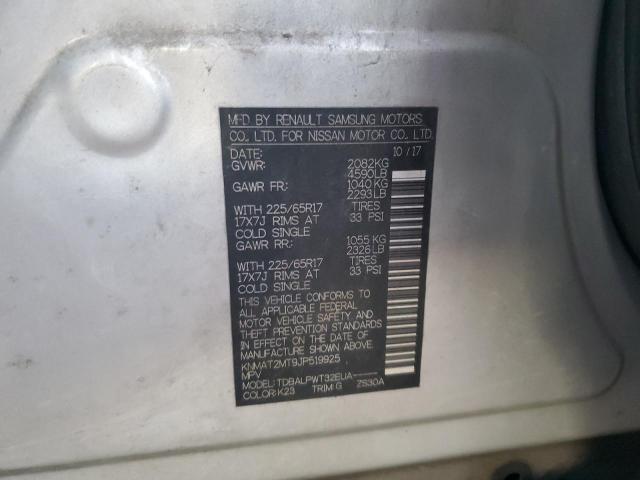 MFD BY RENAULT SAMSUNG MOTORS
CO., LTD. FOR NISSAN MOTOR CO., LTD.
DATE: 10 / 17
GVWR: 2082KG
4590LB
GAWR FR: 1040 KG
2293 LB
WITH 225/65R17 TIRES
17X7J RIMS AT 33 PSI
COLD SINGLE
GAWR RR: 1055 KG
2326 LB
WITH 225/65R17 TIRES
17X7J RIMS AT 33 PSI
COLD SINGLE
THIS VEHICLE CONFORMS TO
ALL APPLICABLE FEDERAL
MOTOR VEHICLE SAFETY AND
THEFT PREVENTION STANDARDS
IN EFFECT ON THE DATE OF
MANUFACTURE SHOWN ABOVE.
KNMAT2MT9JP519925
MPV
MODEL: TDBALPWT32EUA-----
COLOR: K23 TRIM: G ZS30A